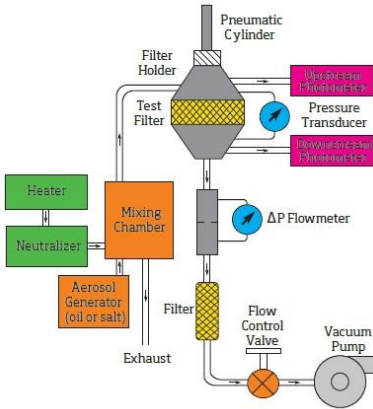 Pneumatic
Cylinder
Filter
Holder
Upstream
Photometer
Test
Filter
Pressure
Transducer
Downstream
Photometer
Heater
Mixing
Chamber
ΔP Flowmeter
Neutralizer
Aerosol
Generator
(oil or salt)
Filter
Flow
Control
Valve
Vacuum
Pump
Exhaust